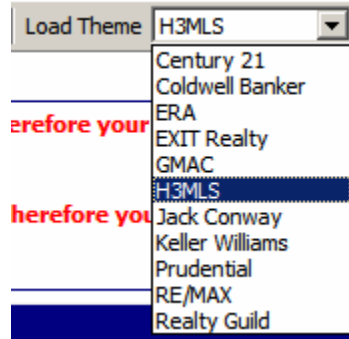 Load Theme H3MLS
Century 21
Coldwell Banker
ERA
erefore your
EXIT Realty
GMAC
H3MLS
herefore you
Jack Conway
Keller Williams
Prudential
RE/MAX
Realty Guild